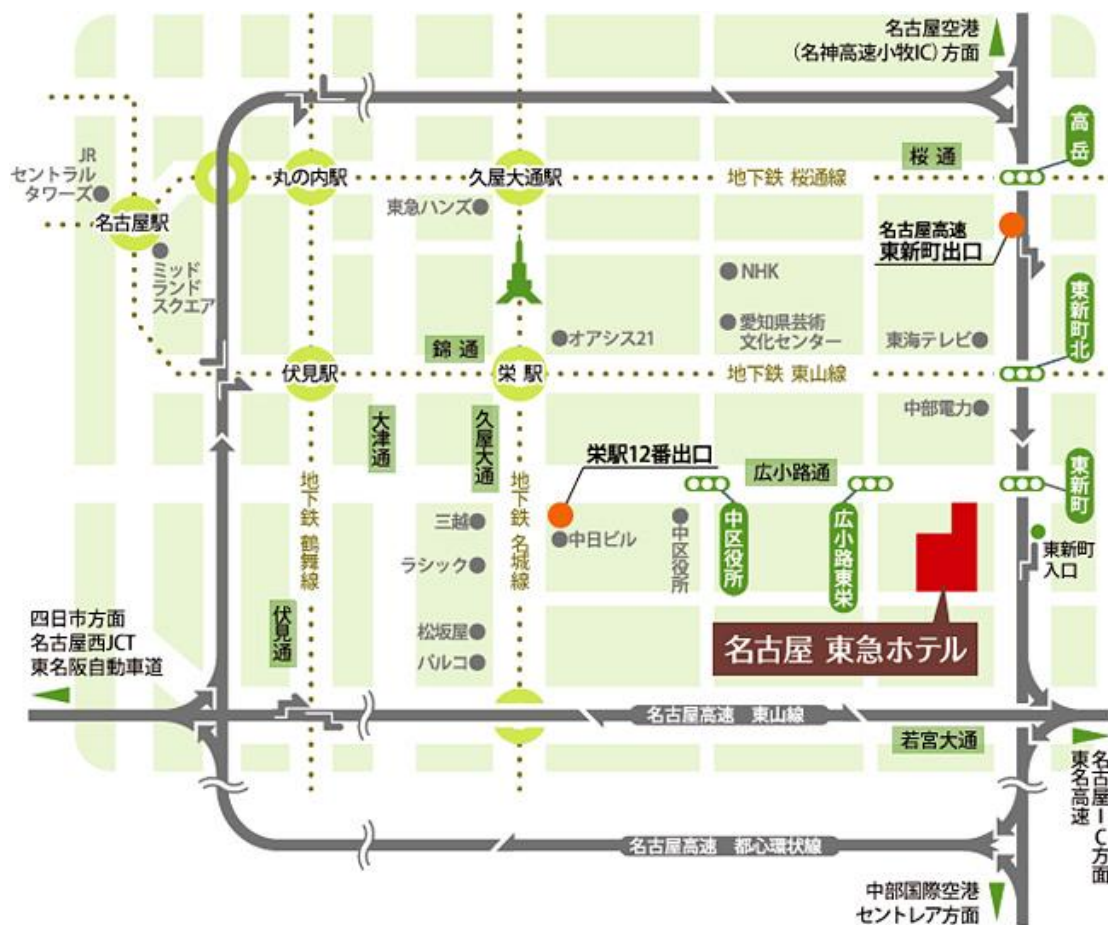 名古屋空港
(名神高速小牧IC)方面
高岳
桜 通
JR
セントラル
タワーズ
丸の内駅
久屋大通駅
地下鉄 桜通線
東急ハンズ
名古屋駅
名古屋高速
東新町出口
ミッド
ランド
スクエア
NHK
東新町北
愛知県芸術
文化センター
オアシス21
東海テレビ
錦 通
伏見駅
栄 駅
地下鉄 東山線
中部電力
大津通
久屋大通
栄駅12番出口
広小路通
東新町
地下鉄 鶴舞線
地下鉄 名城線
三越
中日ビル
中区役所
中区役所
広小路東栄
東新町
入口
ラシック
四日市方面
名古屋西JCT
東名阪自動車道
伏見通
松坂屋
パルコ
名古屋 東急ホテル
名古屋高速 東山線
若宮大通
名古屋IC方面
東名高速
名古屋高速 都心環状線
中部国際空港
セントレア方面